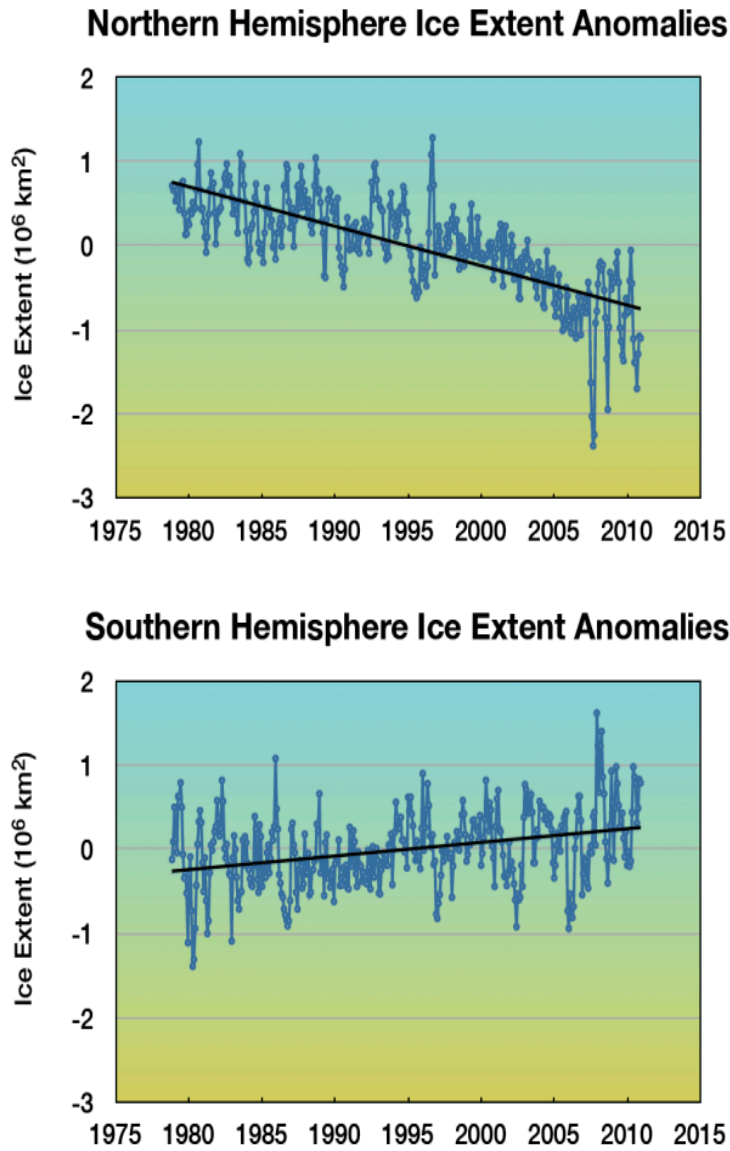 Northern Hemisphere Ice Extent Anomalies
Ice Extent (10⁶ km²)
2
1
0
-1
-2
-3
1975 1980 1985 1990 1995 2000 2005 2010 2015
Southern Hemisphere Ice Extent Anomalies
Ice Extent (10⁶ km²)
2
1
0
-1
-2
-3
1975 1980 1985 1990 1995 2000 2005 2010 2015